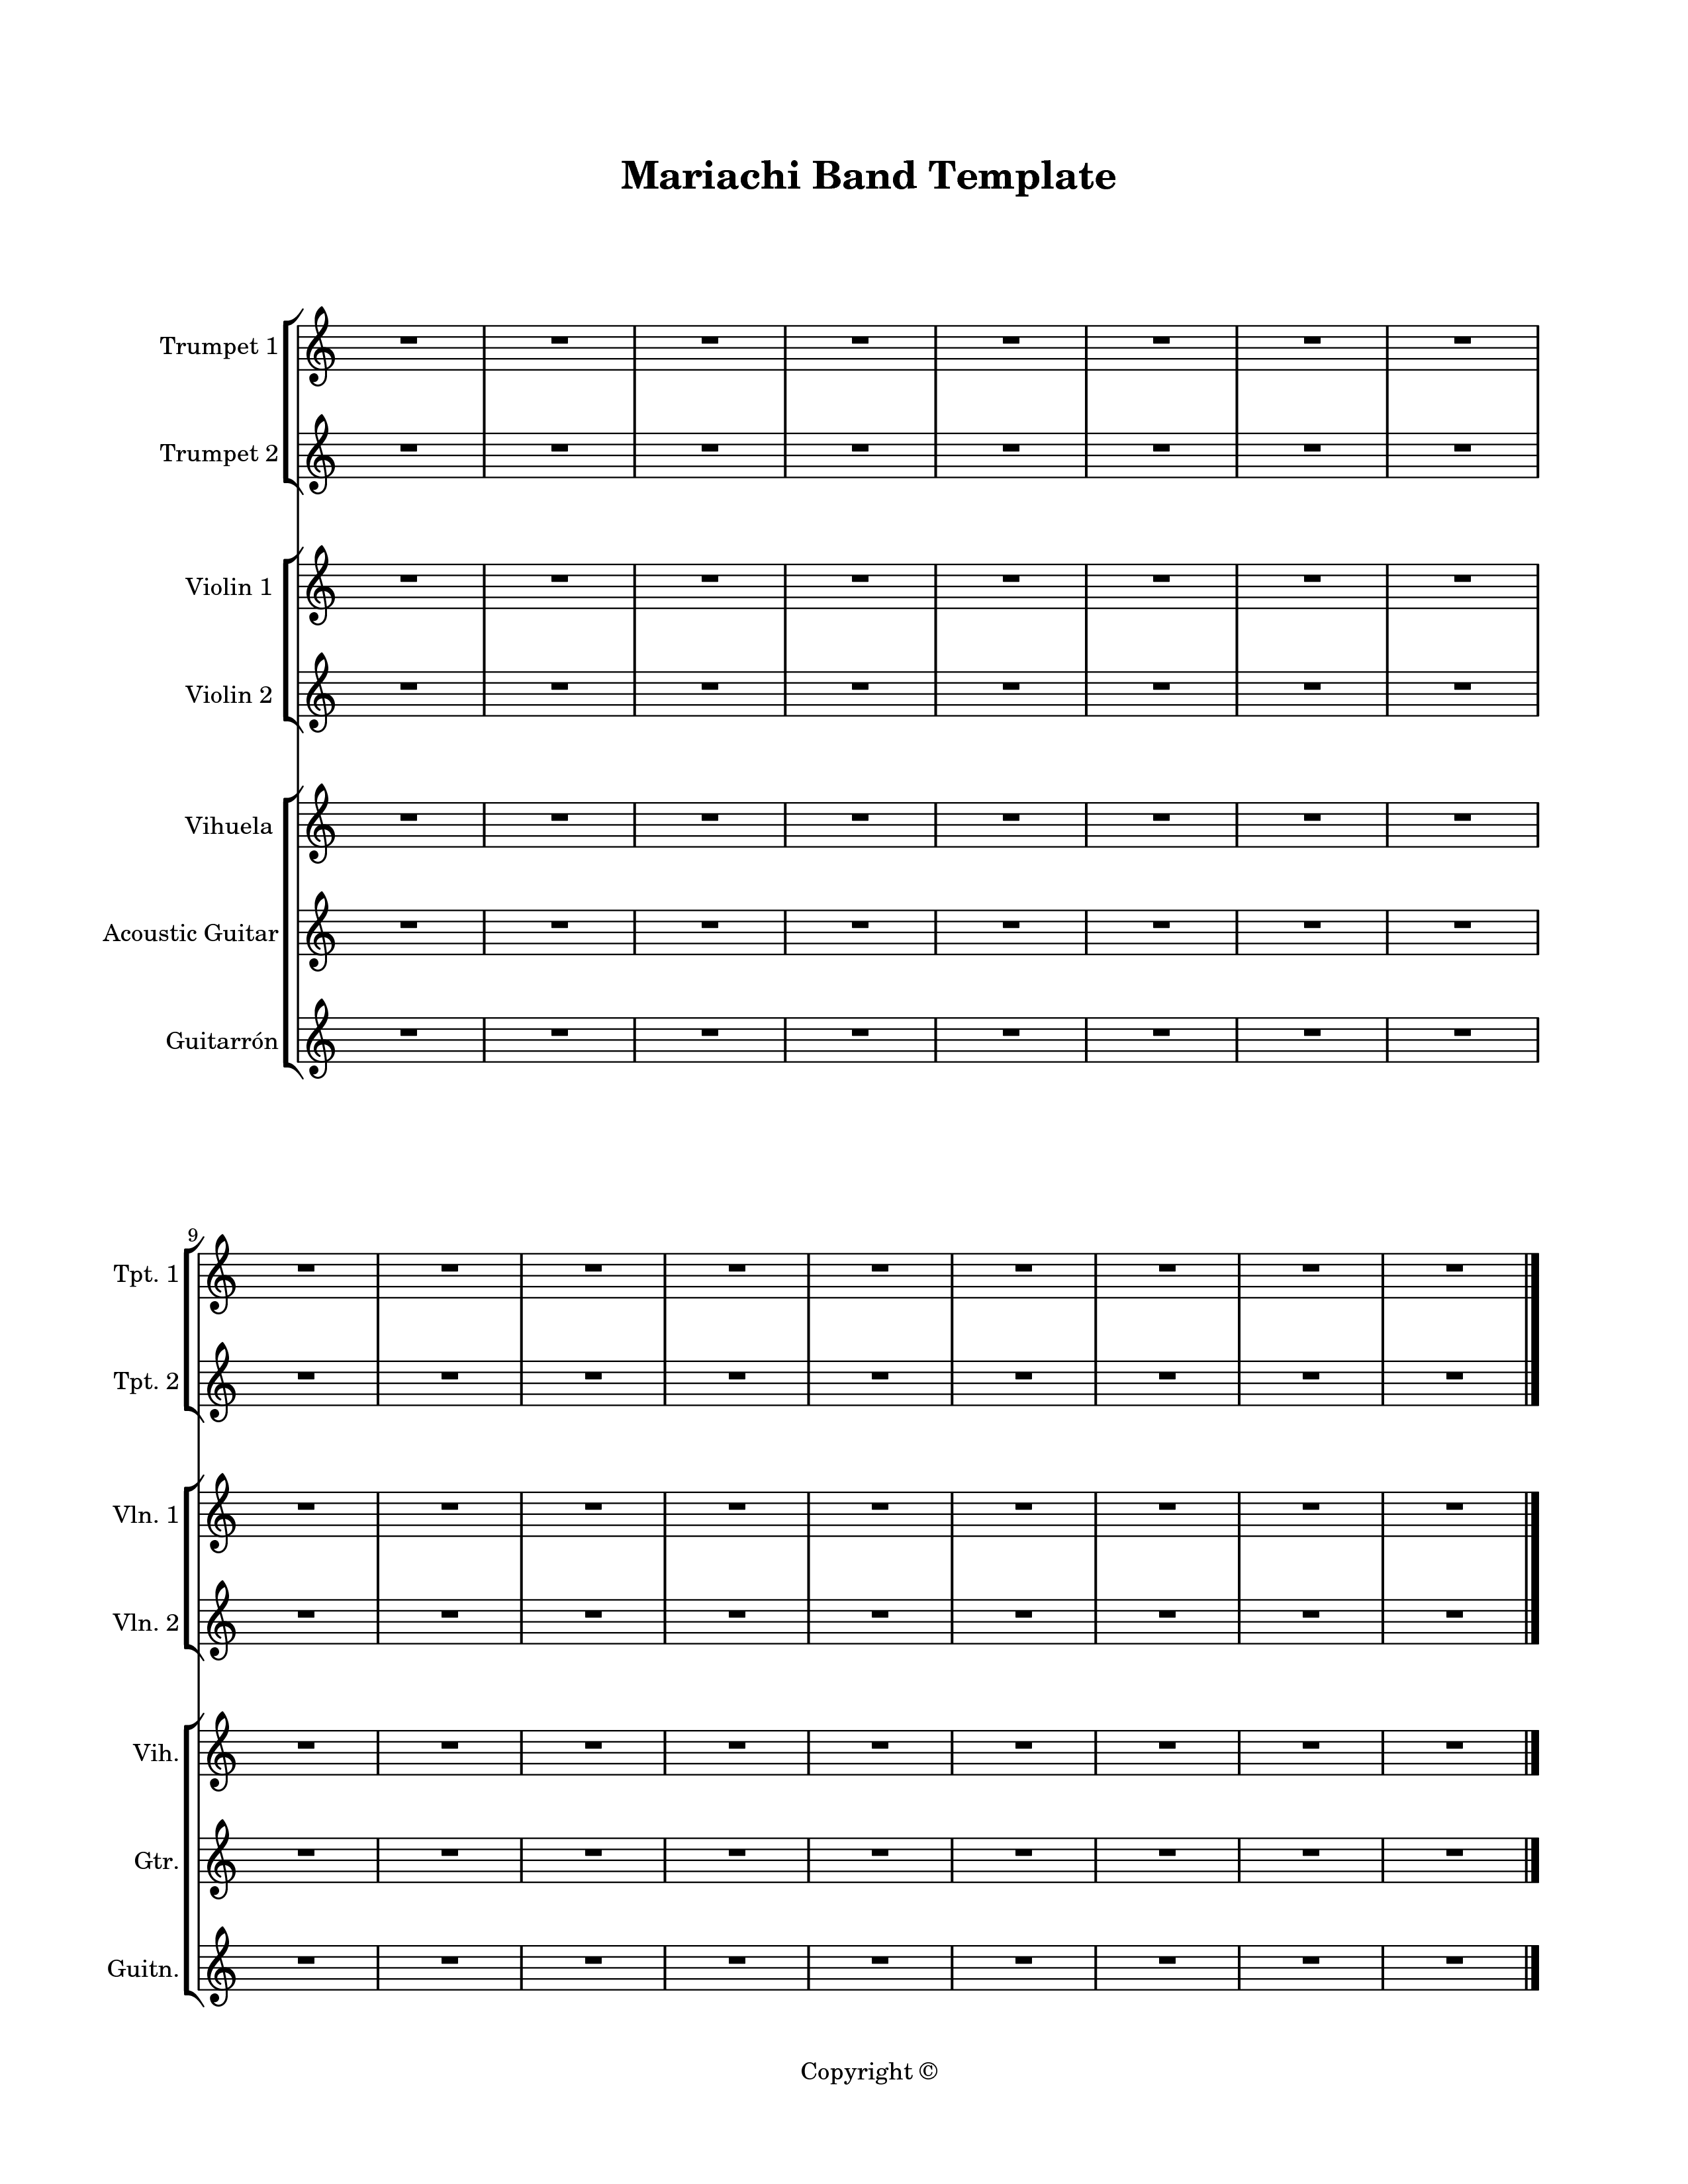 Mariachi Band Template
Trumpet 1
Trumpet 2
Violin 1
Violin 2
Vihuela
Acoustic Guitar
Guitarrón
9
Tpt. 1
Tpt. 2
Vln. 1
Vln. 2
Vih.
Gtr.
Guitn.
Copyright ©